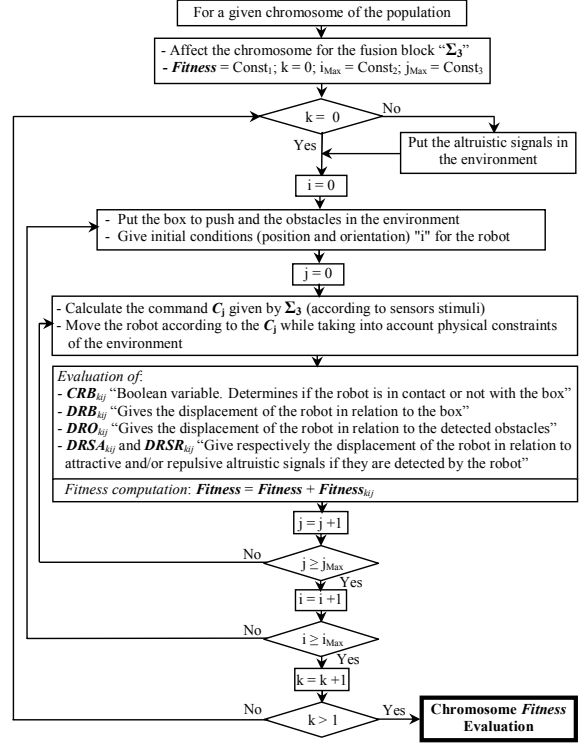 For a given chromosome of the population
- Affect the chromosome for the fusion block “Σ3”
- Fitness = Const1; k = 0; iMax = Const2; jMax = Const3
k = 0
No
Yes
Put the altruistic signals in
the environment
i = 0
- Put the box to push and the obstacles in the environment
- Give initial conditions (position and orientation) "i" for the robot
j = 0
- Calculate the command Cj given by Σ3 (according to sensors stimuli)
- Move the robot according to the Cj while taking into account physical constraints
of the environment
Evaluation of:
- CRBkij “Boolean variable. Determines if the robot is in contact or not with the box”
- DRBkij “Gives the displacement of the robot in relation to the box”
- DROkij “Gives the displacement of the robot in relation to the detected obstacles”
- DRSAkij and DRSRkij “Give respectively the displacement of the robot in relation to
attractive and/or repulsive altruistic signals if they are detected by the robot”
Fitness computation: Fitness = Fitness + Fitnesskij
j = j +1
No
j ≥ jMax
Yes
i = i +1
No
i ≥ iMax
Yes
k = k +1
No
k > 1
Yes
Chromosome Fitness
Evaluation